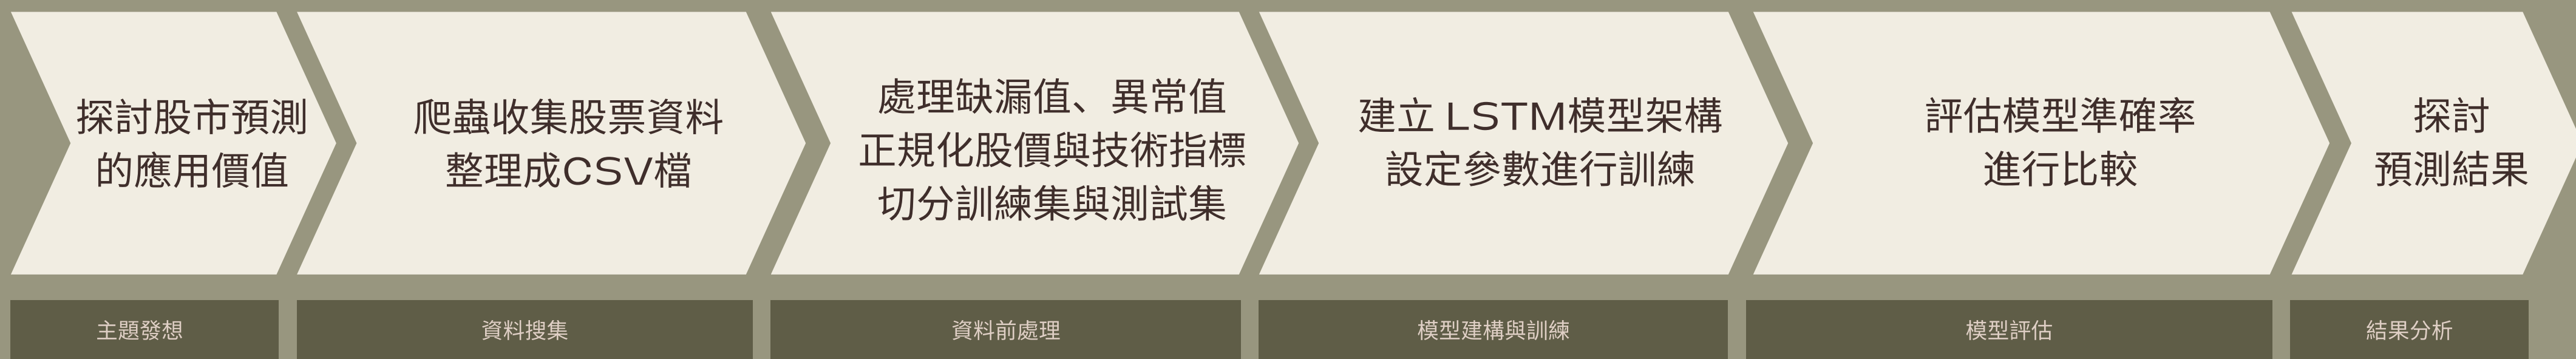 探討股市預測
的應用價值
爬蟲收集股票資料
整理成CSV檔
處理缺漏值、異常值
正規化股價與技術指標
切分訓練集與測試集
建立 LSTM模型架構
設定參數進行訓練
評估模型準確率
進行比較
探討
預測結果
主題發想
資料搜集
資料前處理
模型建構與訓練
模型評估
結果分析